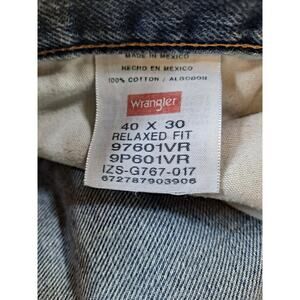 MADE IN MEXICO
HECHO EN MEXICO
100% COTTON / ALGODON
Wrangler
40 X 30
RELAXED FIT
97601VR
9P601VR
IZS-G767-017
672787903906